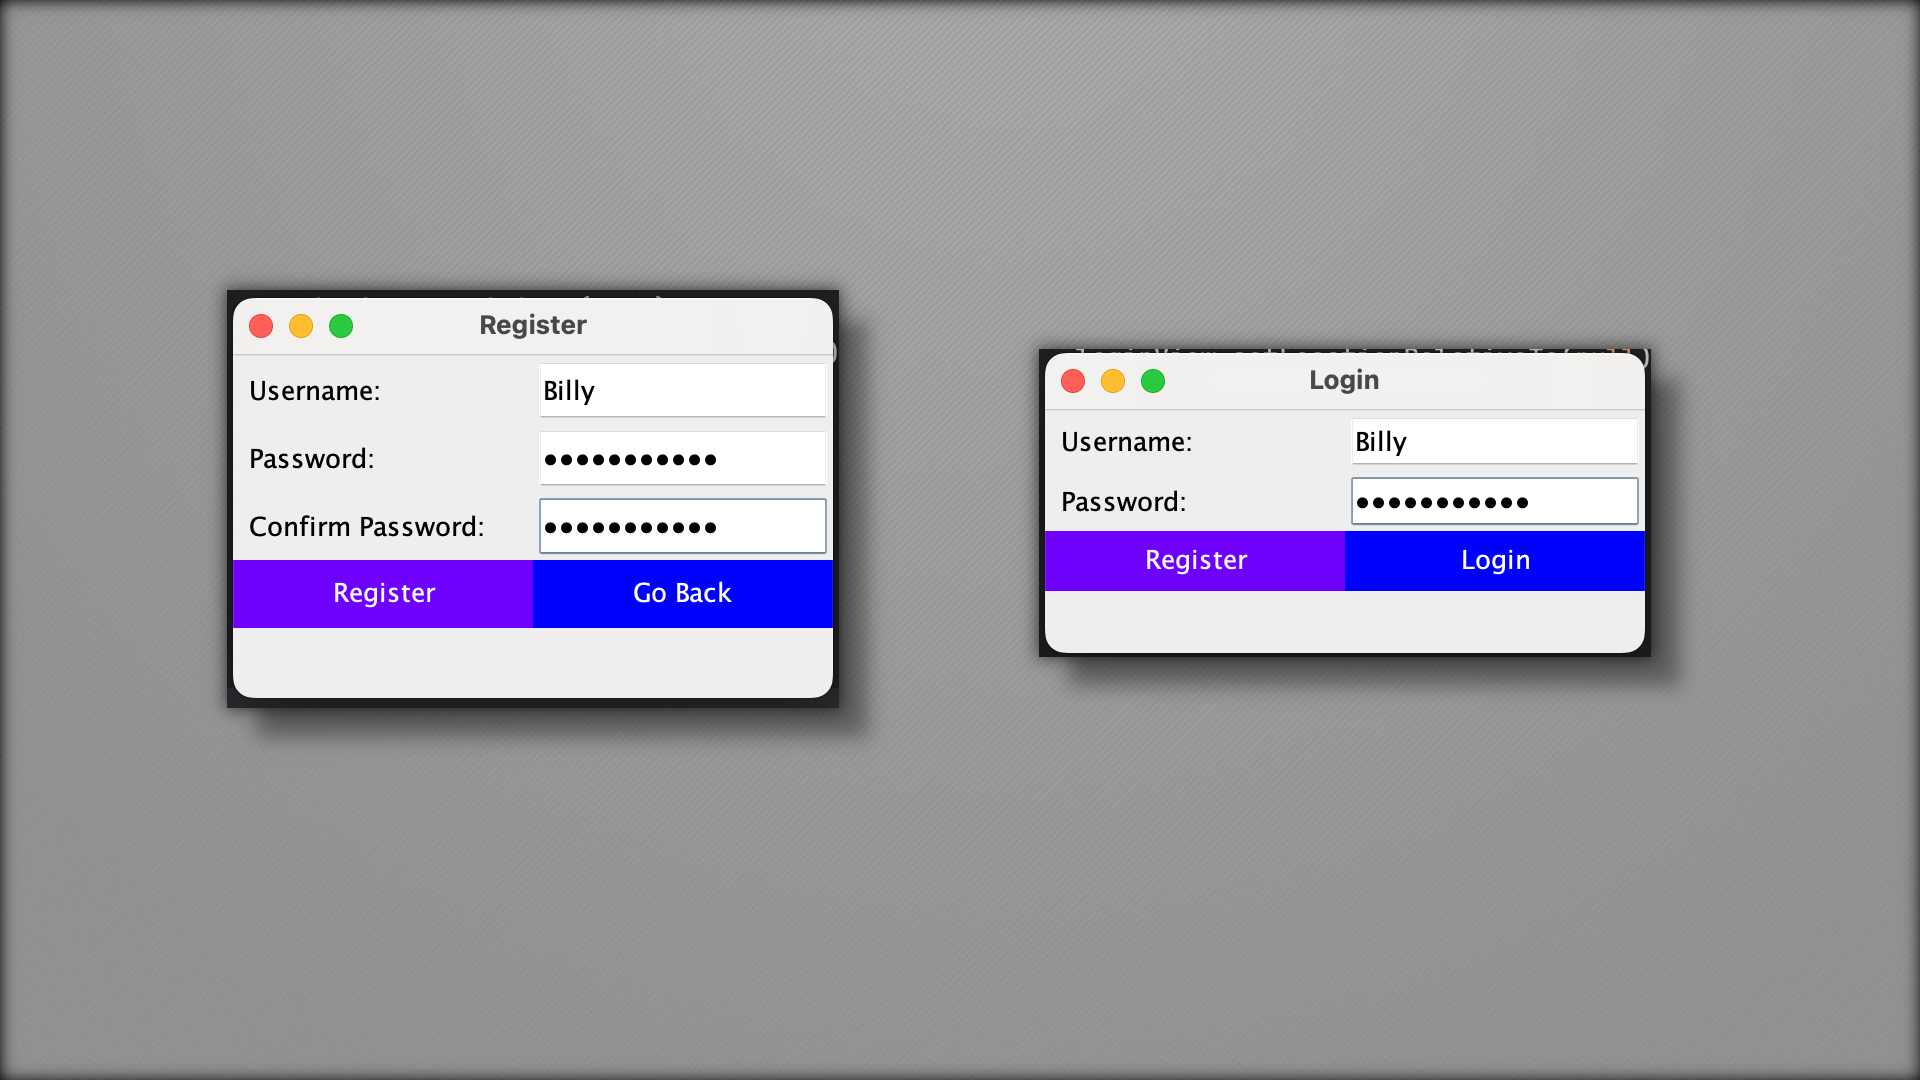 Register
Username: Billy
Password: ●●●●●●●●●●●
Confirm Password: ●●●●●●●●●●●
Register Go Back
Login
Username: Billy
Password: ●●●●●●●●●●●
Register Login